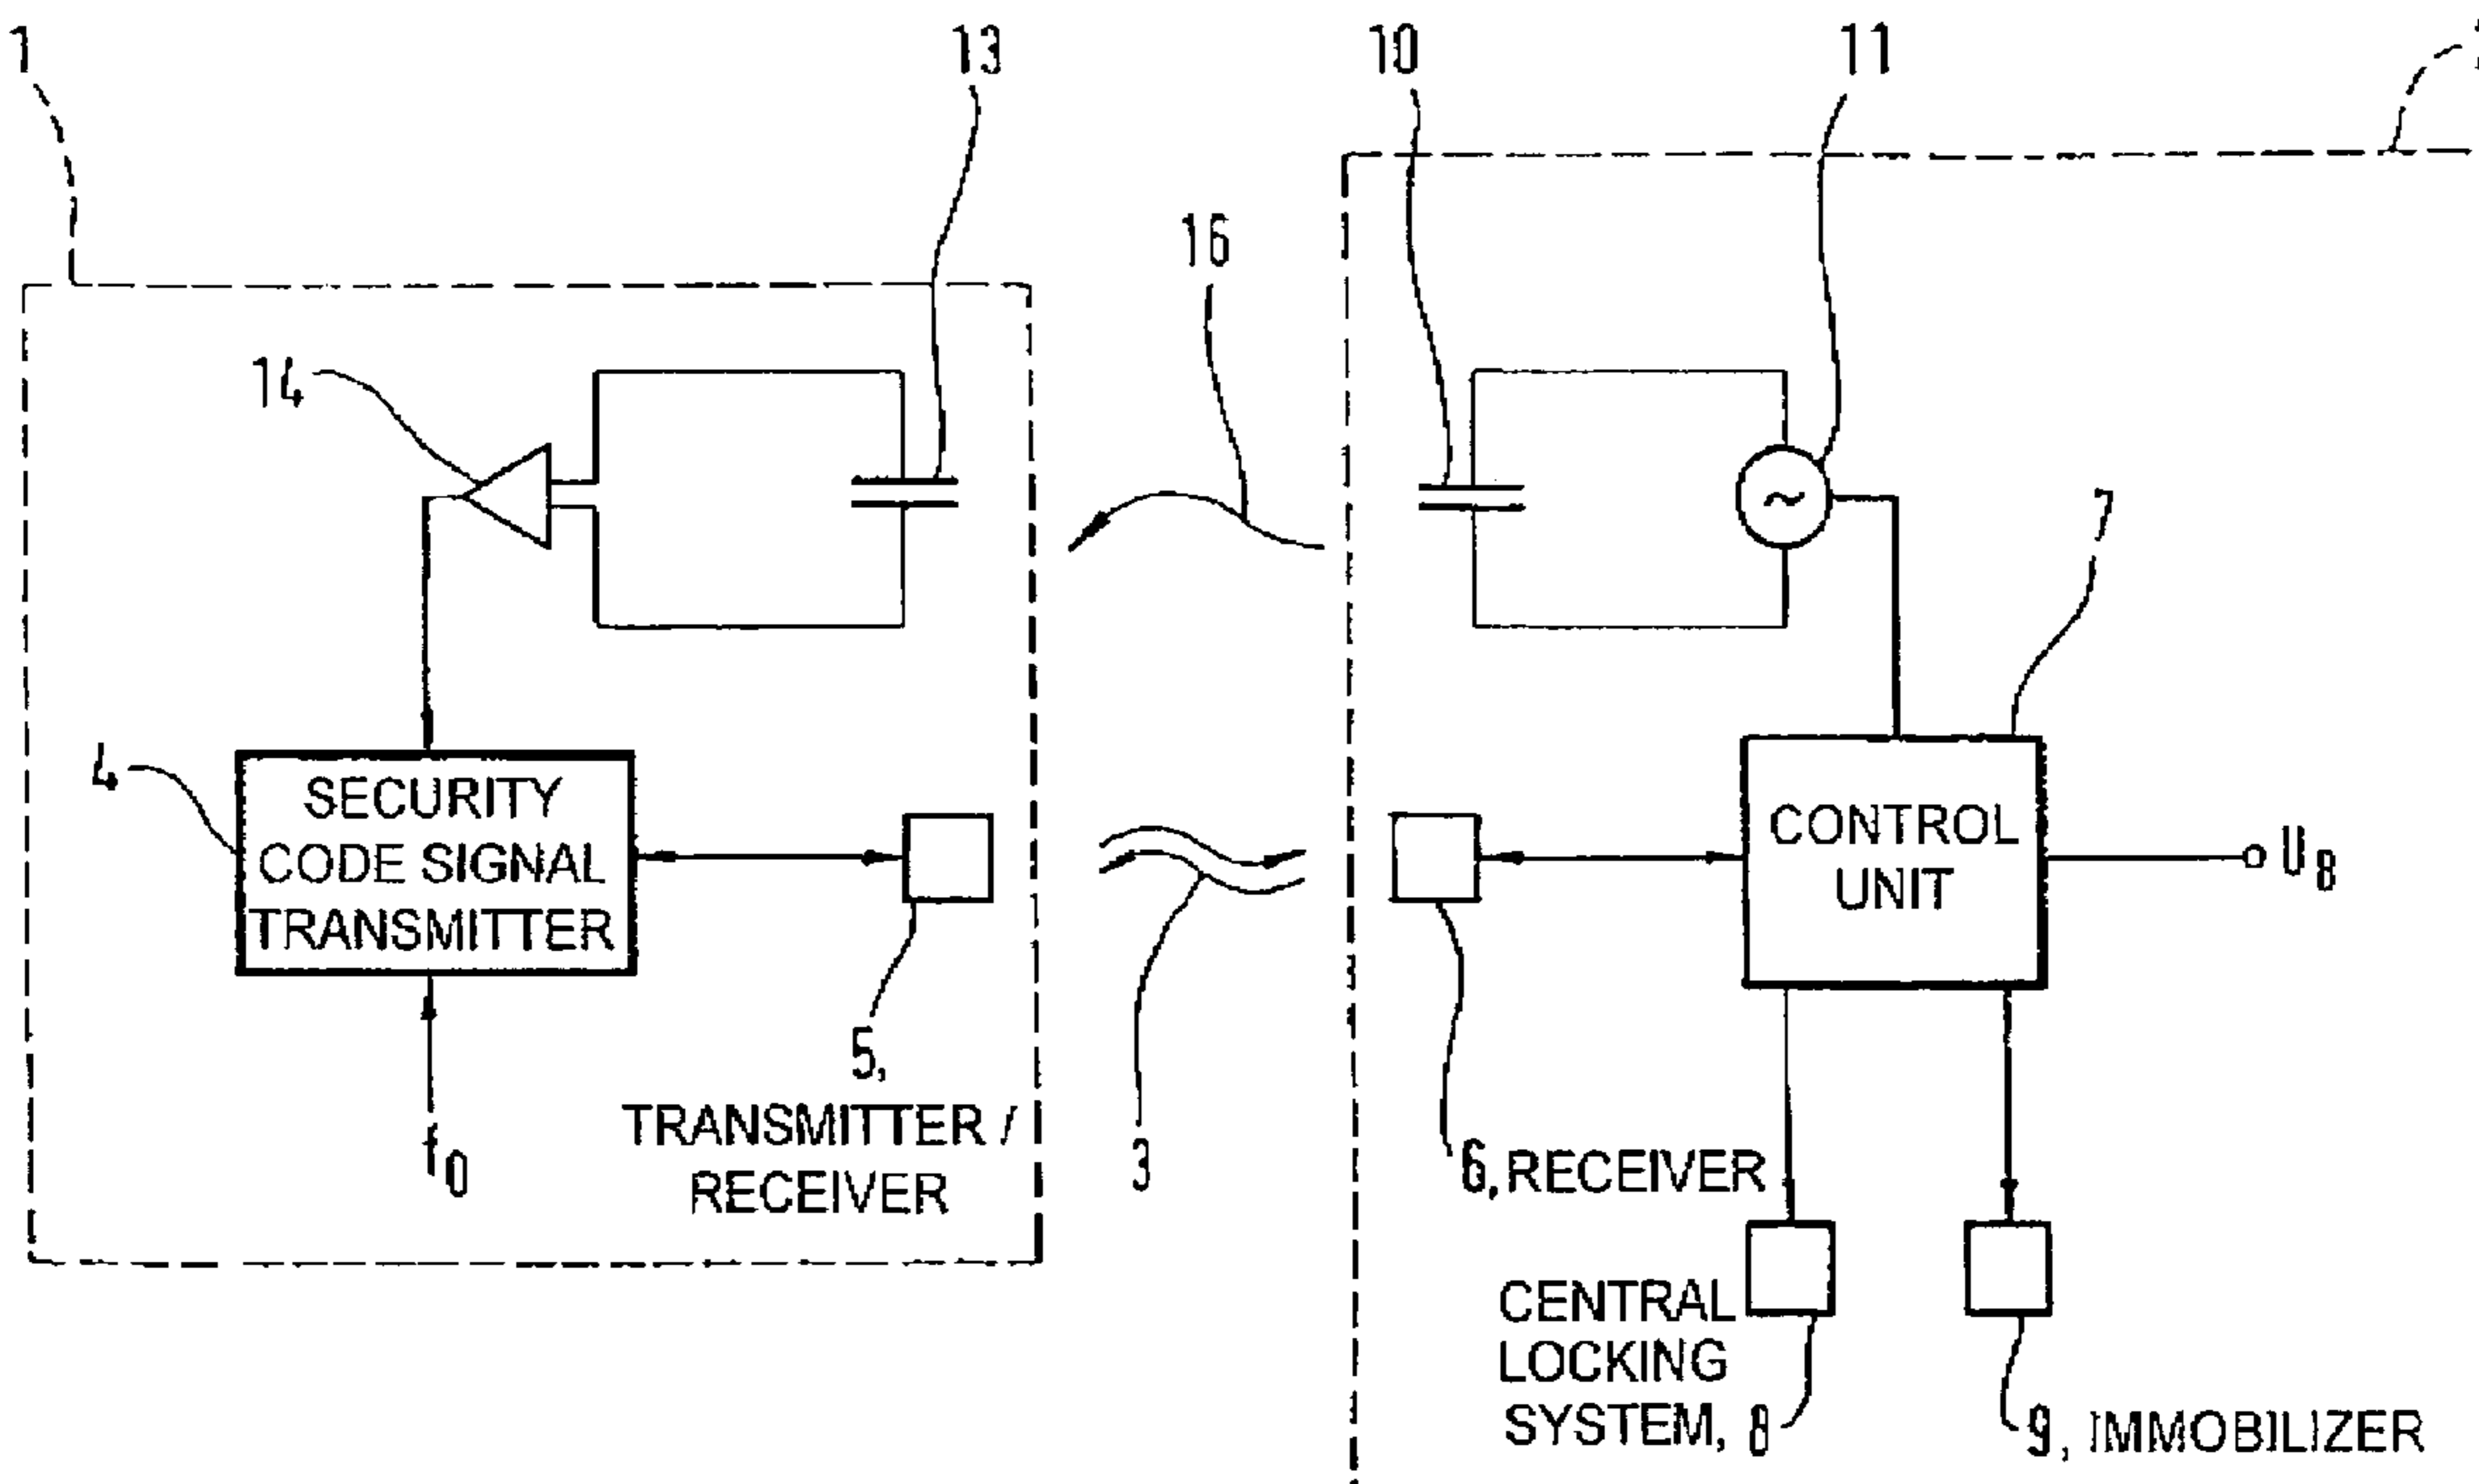 1
13
10
11
16
14
7
4
SECURITY
CODE SIGNAL
TRANSMITTER
CONTROL
UNIT
U8
5,
TRANSMITTER /
RECEIVER
f0
3
6, RECEIVER
CENTRAL
LOCKING
SYSTEM, 8
9, IMMOBILIZER